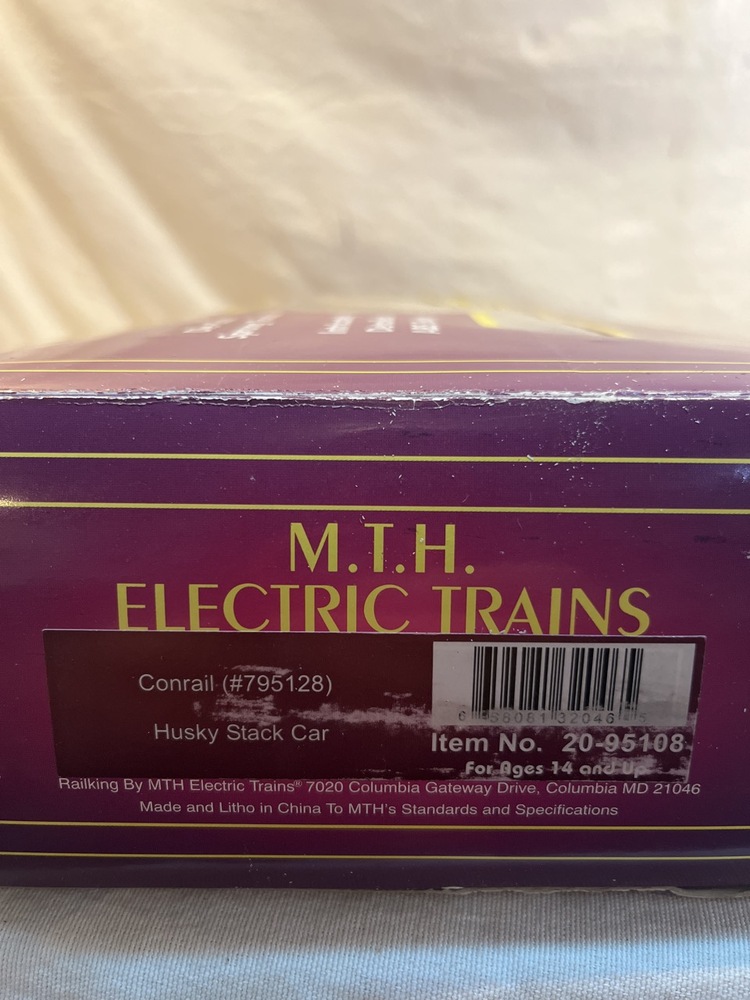 M.T.H.
ELECTRIC TRAINS
Conrail (#795128)
Husky Stack Car
Item No. 20-95108
For Ages 14 and Up
Railking By MTH Electric Trains® 7020 Columbia Gateway Drive, Columbia MD 21046
Made and Litho in China To MTH's Standards and Specifications